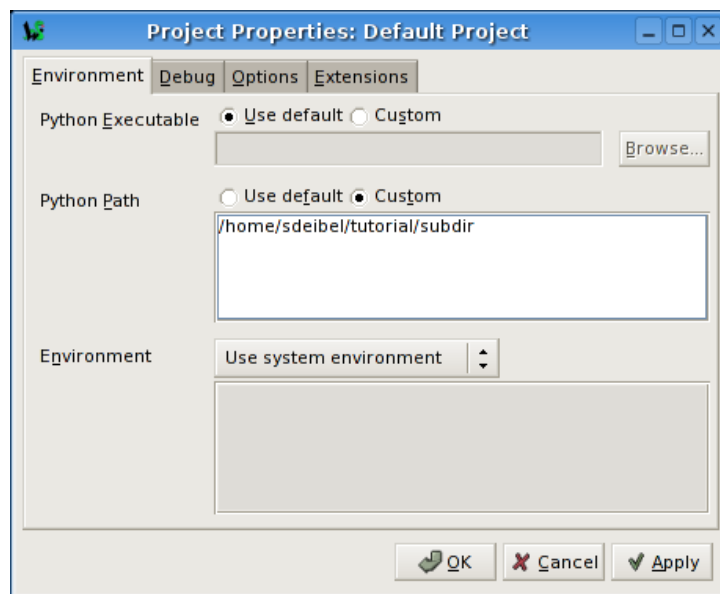 Project Properties: Default Project
Environment Debug Options Extensions
Python Executable Use default Custom
Browse...
Python Path Use default Custom
/home/sdeibel/tutorial/subdir
Environment Use system environment
OK Cancel Apply